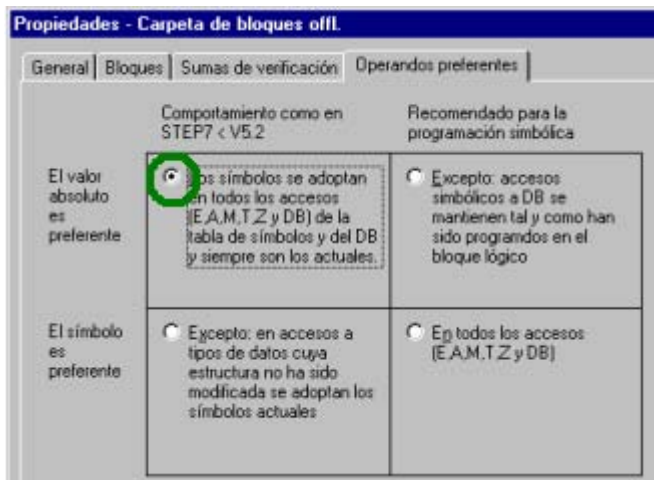 Propiedades - Carpeta de bloques offl.
General Bloques Sumas de verificación Operandos preferentes
Comportamiento como en
STEP7 < V5.2
Recomendado para la
programación simbólica
El valor
absoluto
es
preferente
Los símbolos se adoptan
en todos los accesos
(E,A,M,T,Z y DB) de la
tabla de símbolos y del DB
y siempre son los actuales.
Excepto: accesos
simbólicos a DB se
mantienen tal y como han
sido programdos en el
bloque lógico
El símbolo
es
preferente
Excepto: en accesos a
tipos de datos cuya
estructura no ha sido
modificada se adoptan los
símbolos actuales
En todos los accesos
(E,A,M,T,Z y DB)